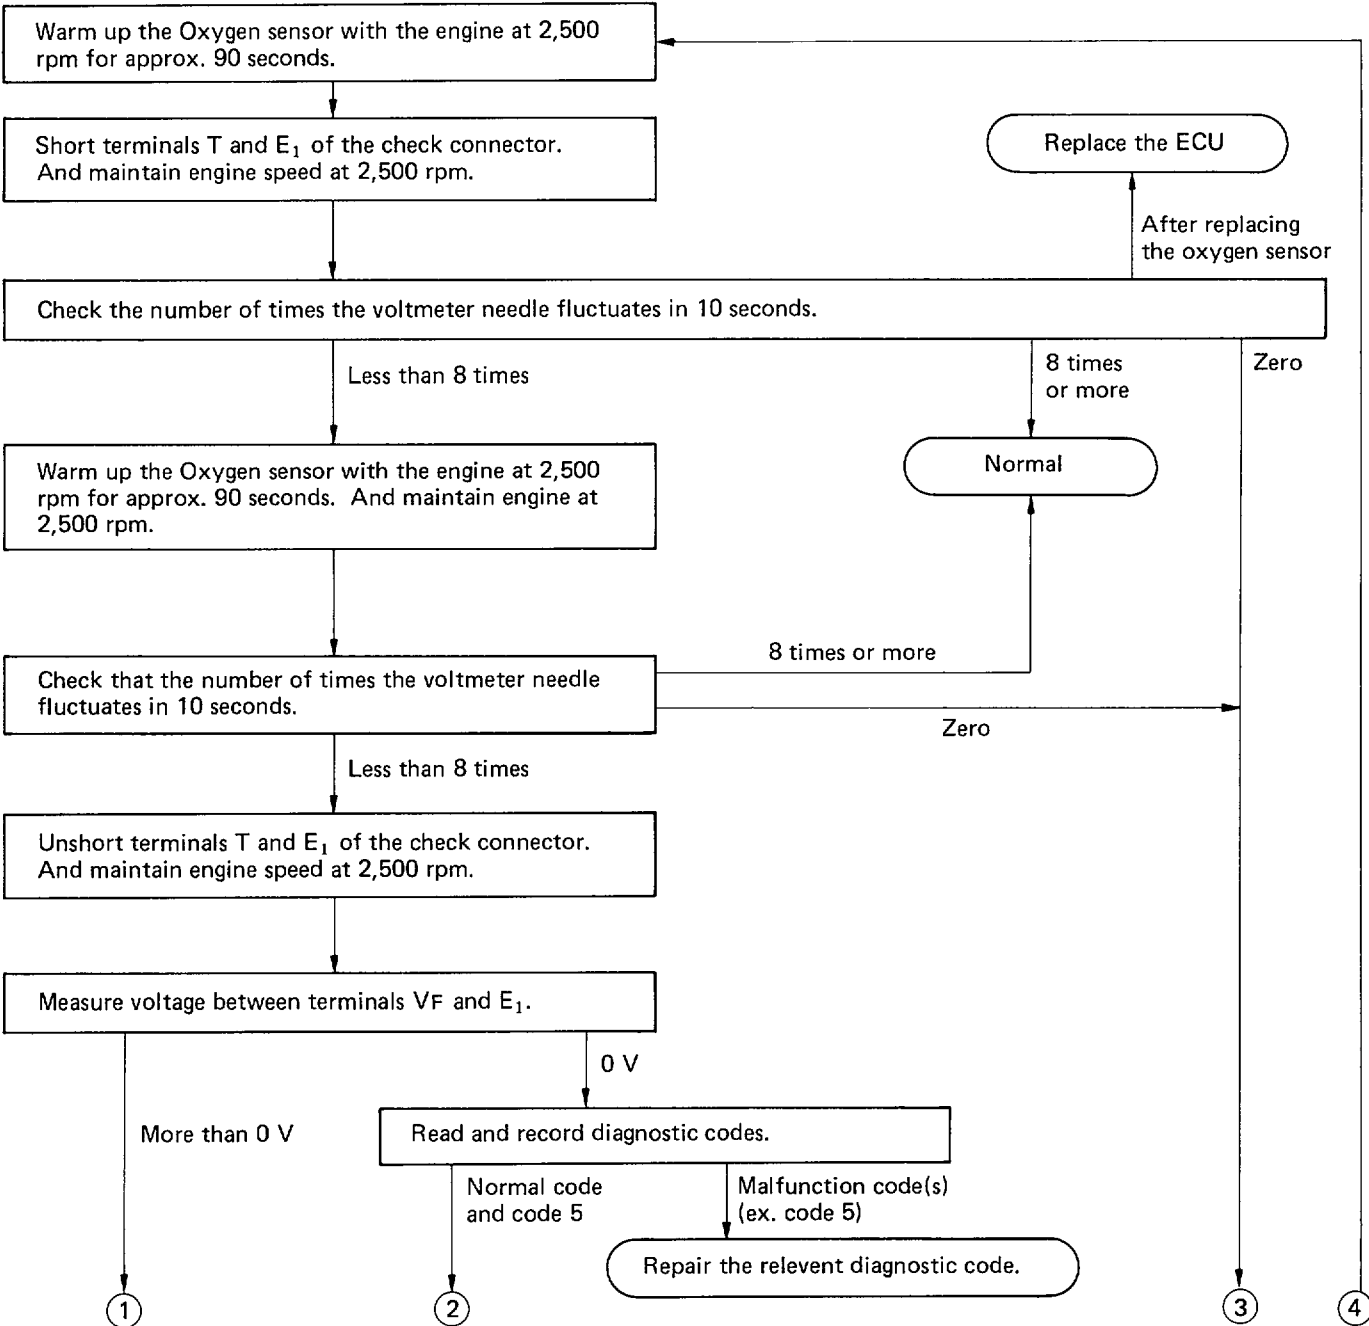 Warm up the Oxygen sensor with the engine at 2,500
rpm for approx. 90 seconds.
Short terminals T and E1 of the check connector.
And maintain engine speed at 2,500 rpm.
Replace the ECU
After replacing
the oxygen sensor
Check the number of times the voltmeter needle fluctuates in 10 seconds.
Less than 8 times
8 times
or more
Zero
Normal
Warm up the Oxygen sensor with the engine at 2,500
rpm for approx. 90 seconds. And maintain engine at
2,500 rpm.
8 times or more
Check that the number of times the voltmeter needle
fluctuates in 10 seconds.
Zero
Less than 8 times
Unshort terminals T and E1 of the check connector.
And maintain engine speed at 2,500 rpm.
Measure voltage between terminals VF and E1.
0 V
More than 0 V
Read and record diagnostic codes.
Normal code
and code 5
Malfunction code(s)
(ex. code 5)
Repair the relevent diagnostic code.
1
2
3
4